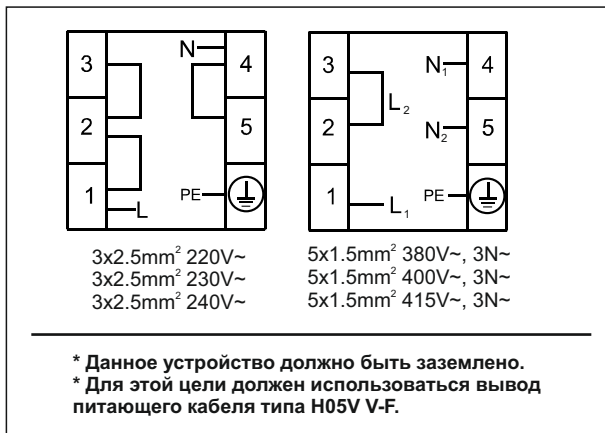 3
2
1
L
N
4
5
PE
3x2.5mm² 220V~
3x2.5mm² 230V~
3x2.5mm² 240V~
3
2
1
L₂
L₁
N₁
N₂
4
5
PE
5x1.5mm² 380V~, 3N~
5x1.5mm² 400V~, 3N~
5x1.5mm² 415V~, 3N~
* Данное устройство должно быть заземлено.
* Для этой цели должен использоваться вывод
питающего кабеля типа H05V V-F.